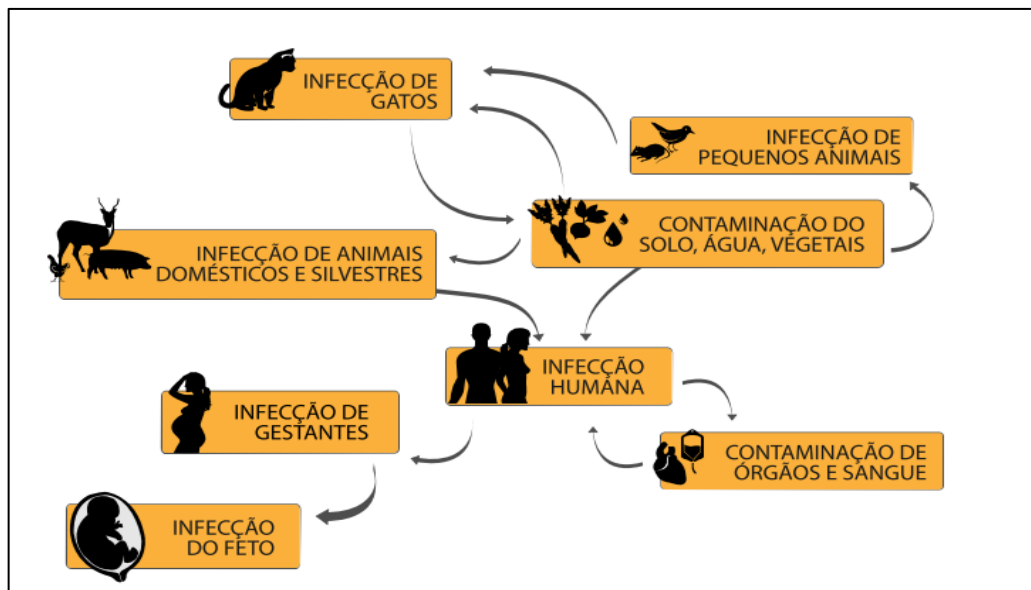 INFECÇÃO DE
GATOS
INFECÇÃO DE
PEQUENOS ANIMAIS
CONTAMINAÇÃO DO
SOLO, ÁGUA, VÉGETAIS
INFECÇÃO DE ANIMAIS
DOMÉSTICOS E SILVESTRES
INFECÇÃO
HUMANA
INFECÇÃO DE
GESTANTES
CONTAMINAÇÃO DE
ÓRGÃOS E SANGUE
INFECÇÃO
DO FETO